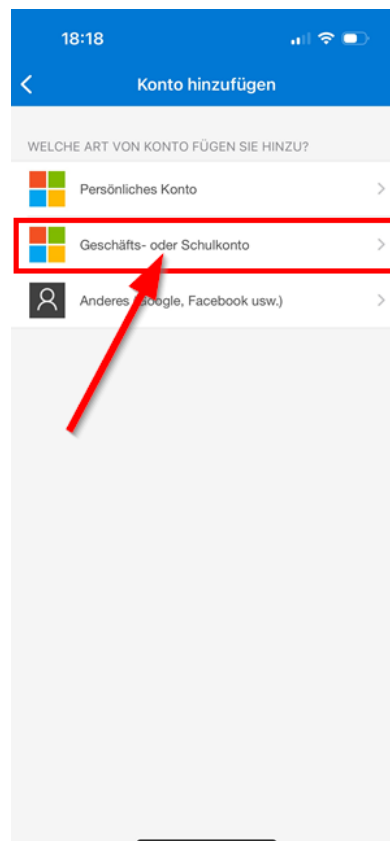 18:18
Konto hinzufügen
WELCHE ART VON KONTO FÜGEN SIE HINZU?
Persönliches Konto
Geschäfts- oder Schulkonto
Anderes (Google, Facebook usw.)